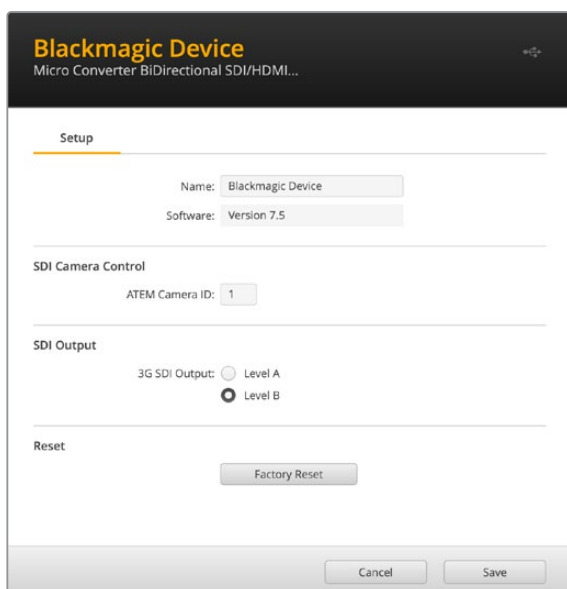 Blackmagic Device
Micro Converter BiDirectional SDI/HDMI...
Setup
Name: Blackmagic Device
Software: Version 7.5
SDI Camera Control
ATEM Camera ID: 1
SDI Output
3G SDI Output: Level A
Level B
Reset
Factory Reset
Cancel Save